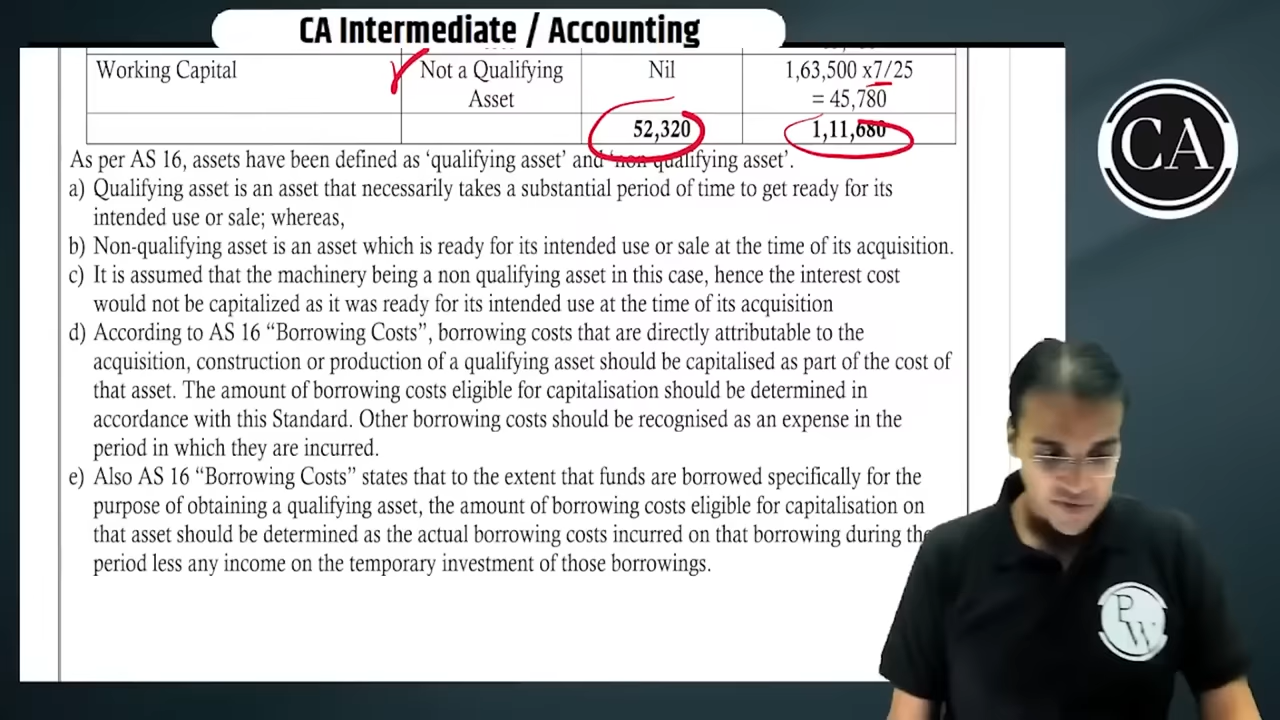 CA Intermediate / Accounting
Working Capital Not a Qualifying Nil 1,63,500 x7/25
Asset = 45,780
52,320 1,11,680
As per AS 16, assets have been defined as ‘qualifying asset’ and ‘non qualifying asset’.
a) Qualifying asset is an asset that necessarily takes a substantial period of time to get ready for its
intended use or sale; whereas,
b) Non-qualifying asset is an asset which is ready for its intended use or sale at the time of its acquisition.
c) It is assumed that the machinery being a non qualifying asset in this case, hence the interest cost
would not be capitalized as it was ready for its intended use at the time of its acquisition
d) According to AS 16 “Borrowing Costs”, borrowing costs that are directly attributable to the
acquisition, construction or production of a qualifying asset should be capitalised as part of the cost of
that asset. The amount of borrowing costs eligible for capitalisation should be determined in
accordance with this Standard. Other borrowing costs should be recognised as an expense in the
period in which they are incurred.
e) Also AS 16 “Borrowing Costs” states that to the extent that funds are borrowed specifically for the
purpose of obtaining a qualifying asset, the amount of borrowing costs eligible for capitalisation on
that asset should be determined as the actual borrowing costs incurred on that borrowing during the
period less any income on the temporary investment of those borrowings.
CA
PW